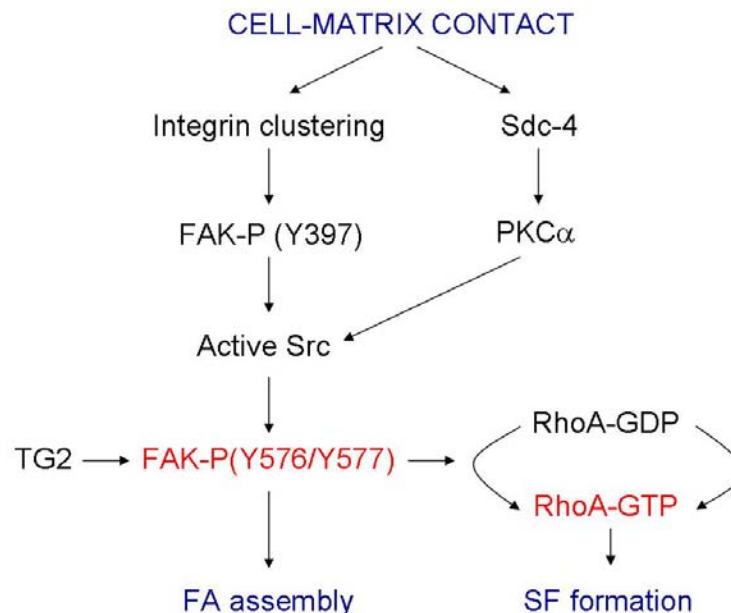 CELL-MATRIX CONTACT
Integrin clustering
Sdc-4
FAK-P (Y397)
PKCα
Active Src
RhoA-GDP
TG2
FAK-P(Y576/Y577)
RhoA-GTP
FA assembly
SF formation